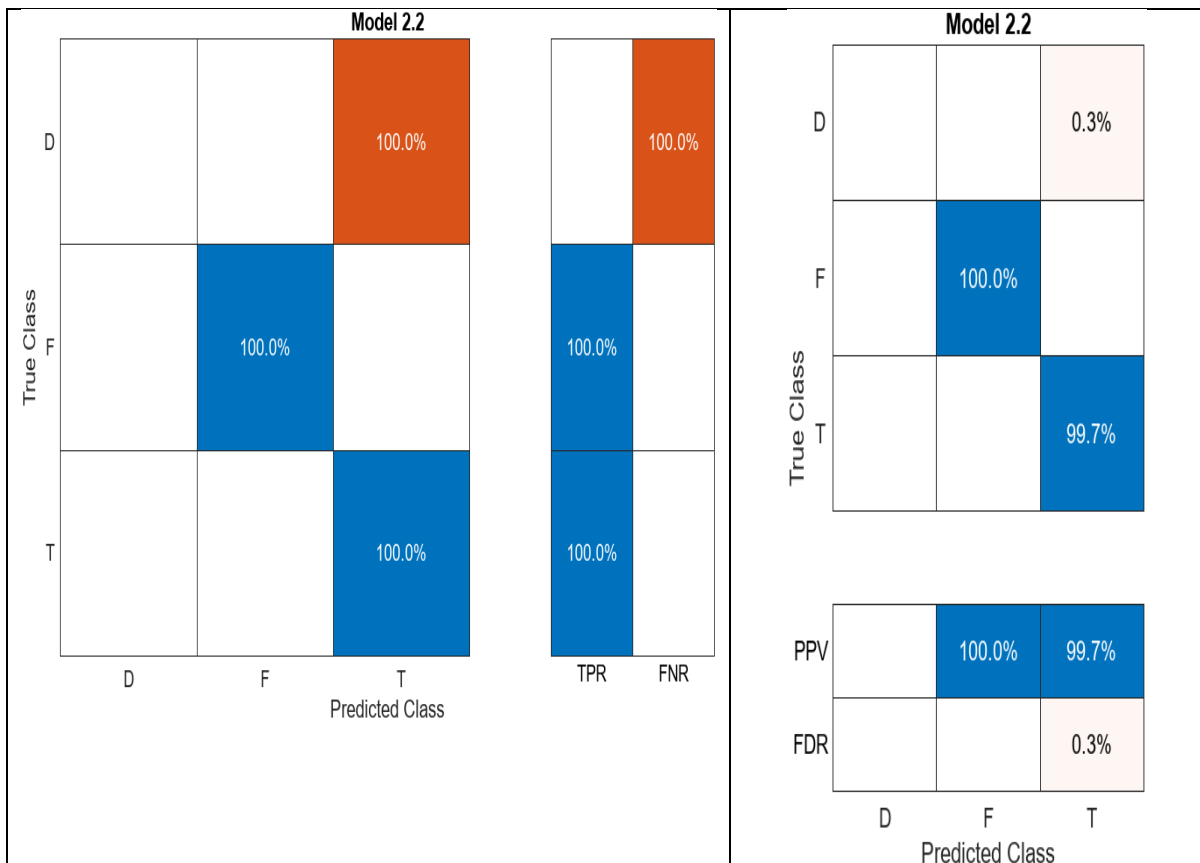 Model 2.2
D
100.0%
100.0%
True Class
F
100.0%
100.0%
T
100.0%
100.0%
D
F
T
TPR
FNR
Predicted Class
Model 2.2
D
0.3%
F
100.0%
True Class
T
99.7%
PPV
100.0%
99.7%
FDR
0.3%
D
F
T
Predicted Class